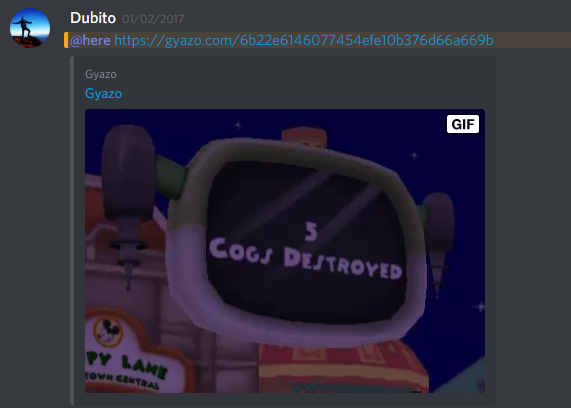 Dubito 01/02/2017
@here https://gyazo.com/6b22e6146077454efe10b376d66a669b
Gyazo
Gyazo
GIF
5
COGS DESTROYED
PY LANE
TOWN CENTRAL